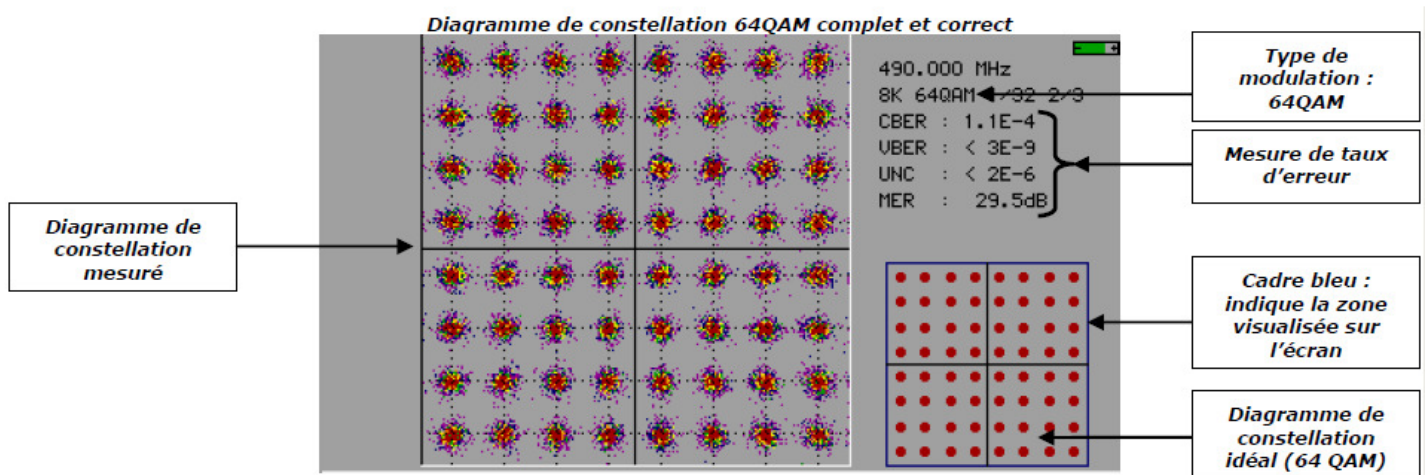 Diagramme de constellation 64QAM complet et correct
490.000 MHz
8K 64QAM 1/32 2/3
CBER : 1.1E-4
VBER : < 3E-9
UNC : < 2E-6
MER : 29.5dB
Type de
modulation :
64QAM
Mesure de taux
d'erreur
Diagramme de
constellation
mesuré
Cadre bleu :
indique la zone
visualisée sur
l'écran
Diagramme de
constellation
idéal (64 QAM)